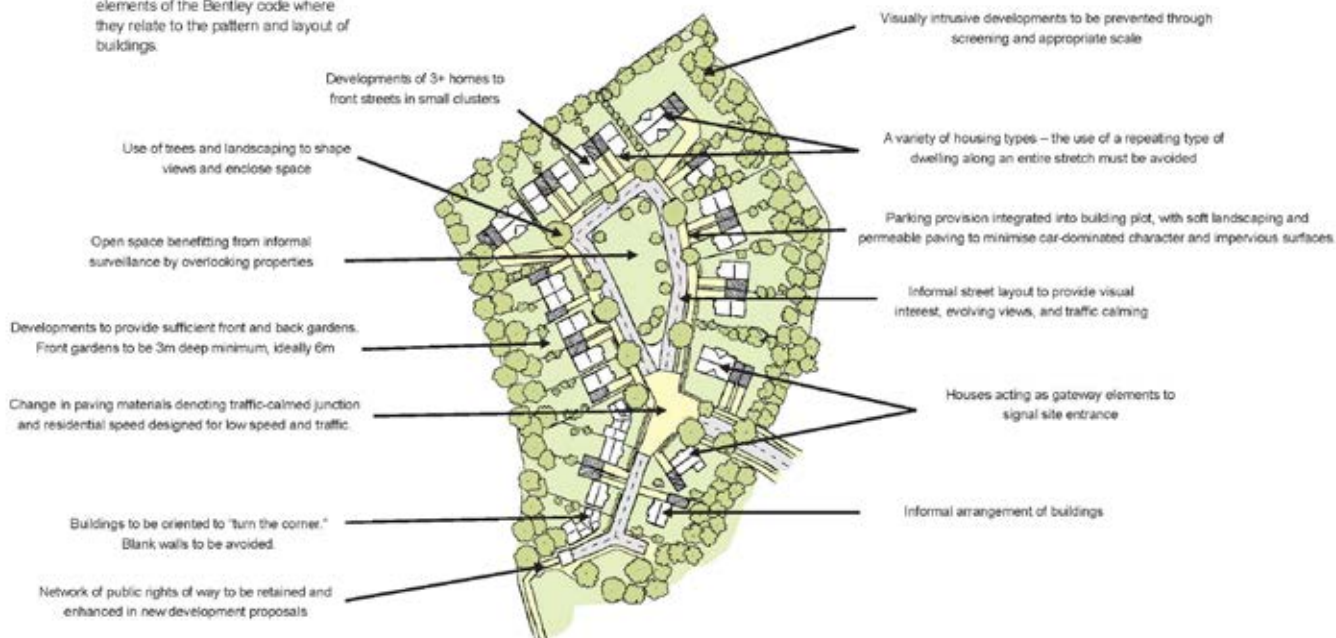 elements of the Bentley code where
they relate to the pattern and layout of
buildings.
Developments of 3+ homes to
front streets in small clusters
Use of trees and landscaping to shape
views and enclose space
Open space benefitting from informal
surveillance by overlooking properties
Developments to provide sufficient front and back gardens.
Front gardens to be 3m deep minimum, ideally 6m
Change in paving materials denoting traffic-calmed junction
and residential speed designed for low speed and traffic.
Buildings to be oriented to "turn the corner."
Blank walls to be avoided.
Network of public rights of way to be retained and
enhanced in new development proposals
Visually intrusive developments to be prevented through
screening and appropriate scale
A variety of housing types – the use of a repeating type of
dwelling along an entire stretch must be avoided
Parking provision integrated into building plot, with soft landscaping and
permeable paving to minimise car-dominated character and impervious surfaces.
Informal street layout to provide visual
interest, evolving views, and traffic calming
Houses acting as gateway elements to
signal site entrance
Informal arrangement of buildings